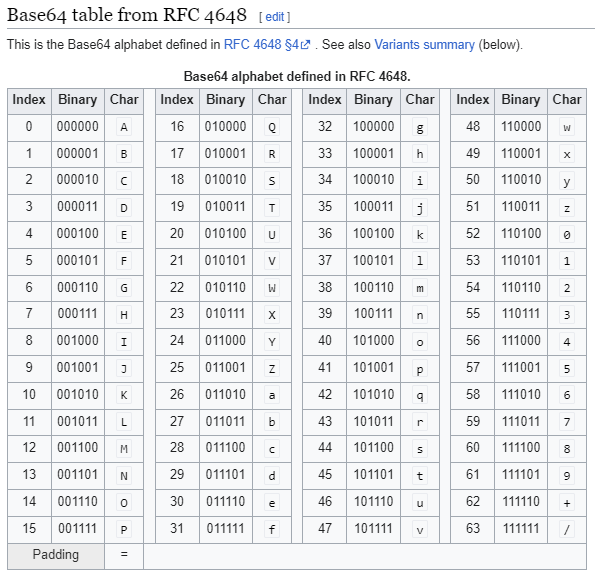 Base64 table from RFC 4648 [ edit ]
This is the Base64 alphabet defined in RFC 4648 §4 . See also Variants summary (below).
Base64 alphabet defined in RFC 4648.
Index Binary Char Index Binary Char Index Binary Char Index Binary Char
0 000000 A 16 010000 Q 32 100000 g 48 110000 w
1 000001 B 17 010001 R 33 100001 h 49 110001 x
2 000010 C 18 010010 S 34 100010 i 50 110010 y
3 000011 D 19 010011 T 35 100011 j 51 110011 z
4 000100 E 20 010100 U 36 100100 k 52 110100 0
5 000101 F 21 010101 V 37 100101 l 53 110101 1
6 000110 G 22 010110 W 38 100110 m 54 110110 2
7 000111 H 23 010111 X 39 100111 n 55 110111 3
8 001000 I 24 011000 Y 40 101000 o 56 111000 4
9 001001 J 25 011001 Z 41 101001 p 57 111001 5
10 001010 K 26 011010 a 42 101010 q 58 111010 6
11 001011 L 27 011011 b 43 101011 r 59 111011 7
12 001100 M 28 011100 c 44 101100 s 60 111100 8
13 001101 N 29 011101 d 45 101101 t 61 111101 9
14 001110 O 30 011110 e 46 101110 u 62 111110 +
15 001111 P 31 011111 f 47 101111 v 63 111111 /
Padding =